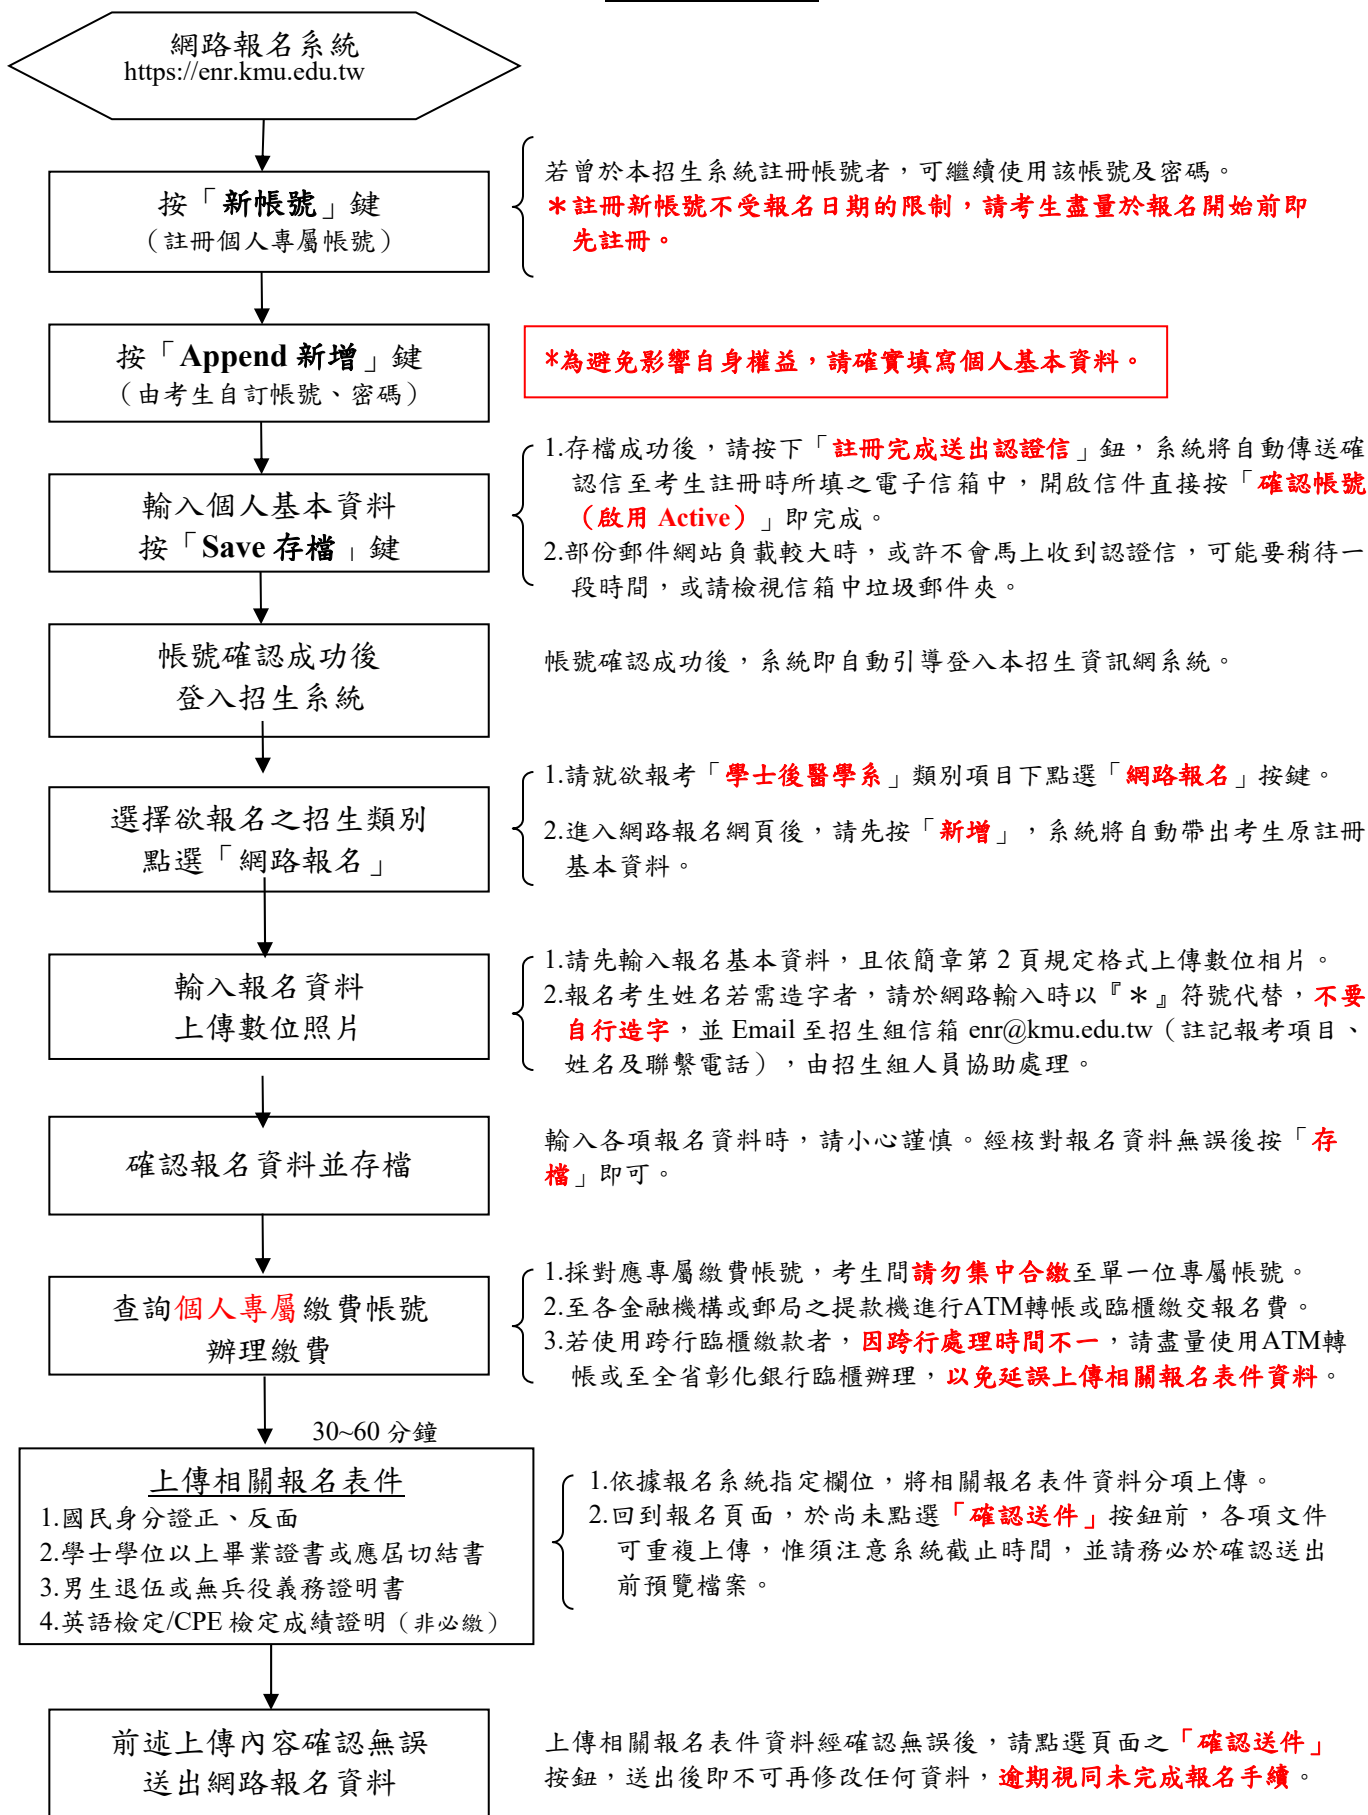 網路報名系統
https://enr.kmu.edu.tw
按「新帳號」鍵
（註冊個人專屬帳號）
若曾於本招生系統註冊帳號者，可繼續使用該帳號及密碼。
＊註冊新帳號不受報名日期的限制，請考生盡量於報名開始前即
先註冊。
按「Append 新增」鍵
（由考生自訂帳號、密碼）
*為避免影響自身權益，請確實填寫個人基本資料。
輸入個人基本資料
按「Save 存檔」鍵
1.存檔成功後，請按下「註冊完成送出認證信」鈕，系統將自動傳送確
認信至考生註冊時所填之電子信箱中，開啟信件直接按「確認帳號
（啟用 Active）」即完成。
2.部份郵件網站負載較大時，或許不會馬上收到認證信，可能要稍待一
段時間，或請檢視信箱中垃圾郵件夾。
帳號確認成功後
登入招生系統
帳號確認成功後，系統即自動引導登入本招生資訊網系統。
選擇欲報名之招生類別
點選「網路報名」
1.請就欲報考「學士後醫學系」類別項目下點選「網路報名」按鍵。
2.進入網路報名網頁後，請先按「新增」，系統將自動帶出考生原註冊
基本資料。
輸入報名資料
上傳數位照片
1.請先輸入報名基本資料，且依簡章第 2 頁規定格式上傳數位相片。
2.報名考生姓名若需造字者，請於網路輸入時以『＊』符號代替，不要
自行造字，並 Email 至招生組信箱 enr@kmu.edu.tw（註記報考項目、
姓名及聯繫電話），由招生組人員協助處理。
確認報名資料並存檔
輸入各項報名資料時，請小心謹慎。經核對報名資料無誤後按「存
檔」即可。
查詢個人專屬繳費帳號
辦理繳費
1.採對應專屬繳費帳號，考生間請勿集中合繳至單一位專屬帳號。
2.至各金融機構或郵局之提款機進行ATM轉帳或臨櫃繳交報名費。
3.若使用跨行臨櫃繳款者，因跨行處理時間不一，請盡量使用ATM轉
帳或至全省彰化銀行臨櫃辦理，以免延誤上傳相關報名表件資料。
30~60 分鐘
上傳相關報名表件
1.國民身分證正、反面
2.學士學位以上畢業證書或應屆切結書
3.男生退伍或無兵役義務證明書
4.英語檢定/CPE 檢定成績證明（非必繳）
1.依據報名系統指定欄位，將相關報名表件資料分項上傳。
2.回到報名頁面，於尚未點選「確認送件」按鈕前，各項文件
可重複上傳，惟須注意系統截止時間，並請務必於確認送出
前預覽檔案。
前述上傳內容確認無誤
送出網路報名資料
上傳相關報名表件資料經確認無誤後，請點選頁面之「確認送件」
按鈕，送出後即不可再修改任何資料，逾期視同未完成報名手續。